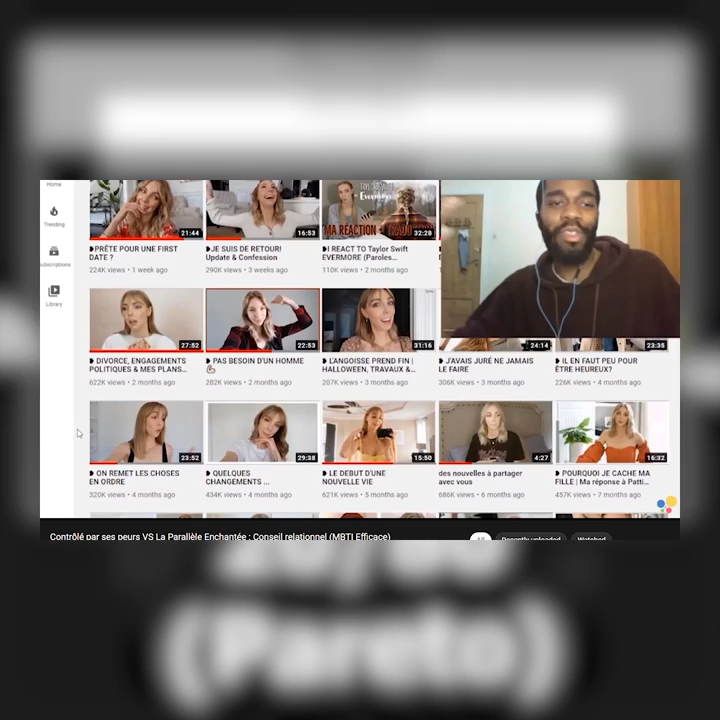 Home
Trending
Library
21:44
16:53
Evermore
MA RÉACTION +
32:28
PRÊTE POUR UNE FIRST
DATE ?
224K views • 1 week ago
JE SUIS DE RETOUR!
Update & Confession
290K views • 3 weeks ago
I REACT TO Taylor Swift
EVERMORE (Paroles...
110K views • 2 months ago
27:52
22:53
31:16
24:14
23:35
DIVORCE, ENGAGEMENTS
POLITIQUES & MES PLANS...
622K views • 2 months ago
PAS BESOIN D'UN HOMME
282K views • 2 months ago
L'ANGOISSE PREND FIN |
HALLOWEEN, TRAVAUX &...
207K views • 3 months ago
J'AVAIS JURÉ NE JAMAIS
LE FAIRE
306K views • 3 months ago
IL EN FAUT PEU POUR
ÊTRE HEUREUX?
226K views • 4 months ago
23:52
29:38
15:50
4:27
16:32
ON REMET LES CHOSES
EN ORDRE
320K views • 4 months ago
QUELQUES
CHANGEMENTS ...
434K views • 4 months ago
LE DEBUT D'UNE
NOUVELLE VIE
621K views • 5 months ago
des nouvelles à partager
avec vous
686K views • 6 months ago
POURQUOI JE CACHE MA
FILLE | Ma réponse à Patti...
457K views • 7 months ago
Contrôlé par ses peurs VS La Parallèle Enchantée : Conseil relationnel (MBTI Efficace)
All
Recently uploaded
Watched
(Pareto)